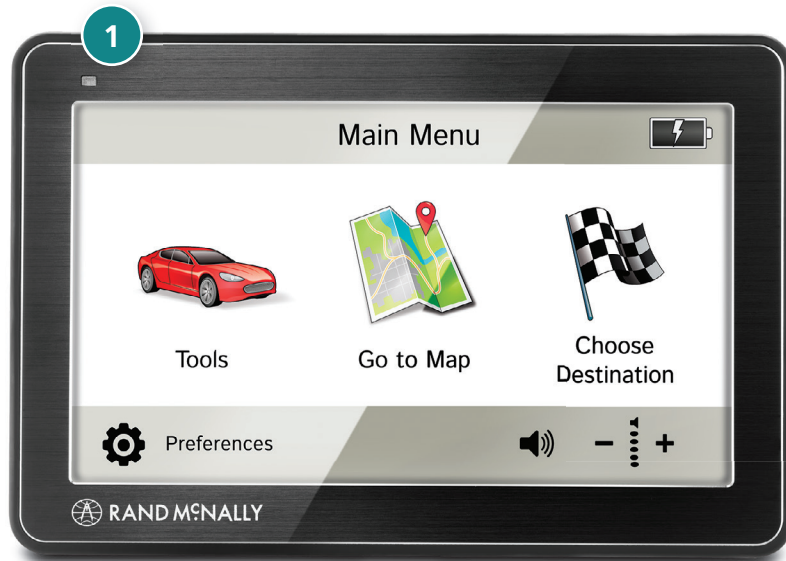 1
Main Menu
Tools
Go to Map
Choose
Destination
Preferences
RAND MCNALLY